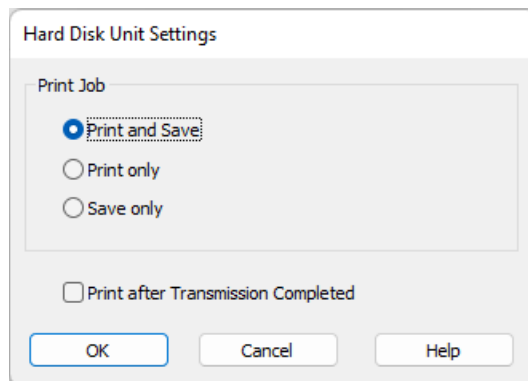 Hard Disk Unit Settings
Print Job
Print and Save
Print only
Save only
Print after Transmission Completed
OK Cancel Help